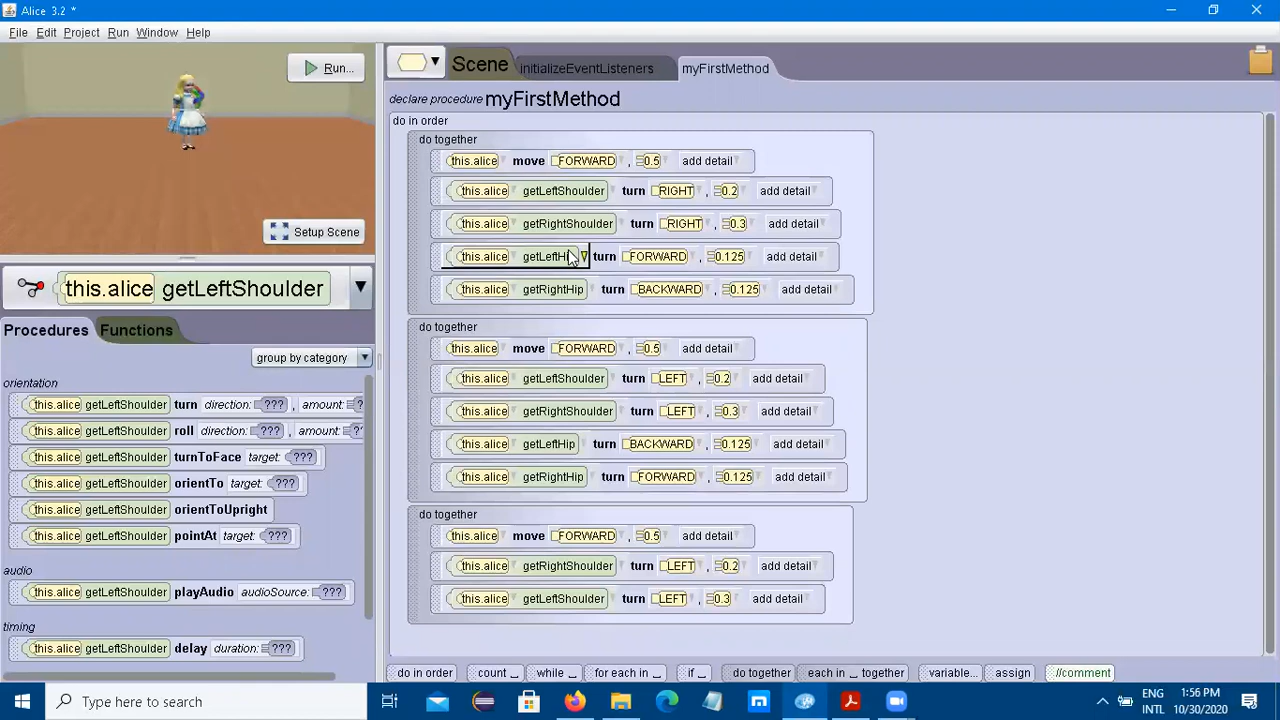 Alice 3.2 *
File Edit Project Run Window Help
Run...
Scene initializeEventListeners myFirstMethod
declare procedure myFirstMethod
do in order
do together
this.alice move FORWARD , 0.5 add detail
this.alice getLeftShoulder turn RIGHT , 0.2 add detail
this.alice getRightShoulder turn RIGHT , 0.3 add detail
this.alice turn FORWARD , 0.125 add detail
this.alice getRightHip turn BACKWARD , 0.125 add detail
do together
this.alice move FORWARD , 0.5 add detail
this.alice getLeftShoulder turn LEFT , 0.2 add detail
this.alice getRightShoulder turn LEFT , 0.3 add detail
this.alice getLeftHip turn BACKWARD , 0.125 add detail
this.alice getRightHip turn FORWARD , 0.125 add detail
do together
this.alice move FORWARD , 0.5 add detail
this.alice getRightShoulder turn LEFT , 0.2 add detail
this.alice getLeftShoulder turn LEFT , 0.3 add detail
do in order count _ while _ for each in _ if _ do together each in _ together variable... assign //comment
Setup Scene
this.alice getLeftShoulder
Procedures Functions
group by category
orientation
this.alice getLeftShoulder turn direction: ??? , amount: ?
this.alice getLeftShoulder roll direction: ??? , amount: ?
this.alice getLeftShoulder turnToFace target: ???
this.alice getLeftShoulder orientTo target: ???
this.alice getLeftShoulder orientToUpright
this.alice getLeftShoulder pointAt target: ???
audio
this.alice getLeftShoulder playAudio audioSource: ???
timing
this.alice getLeftShoulder delay duration: ???
Type here to search
ENG
INTL
1:56 PM
10/30/2020